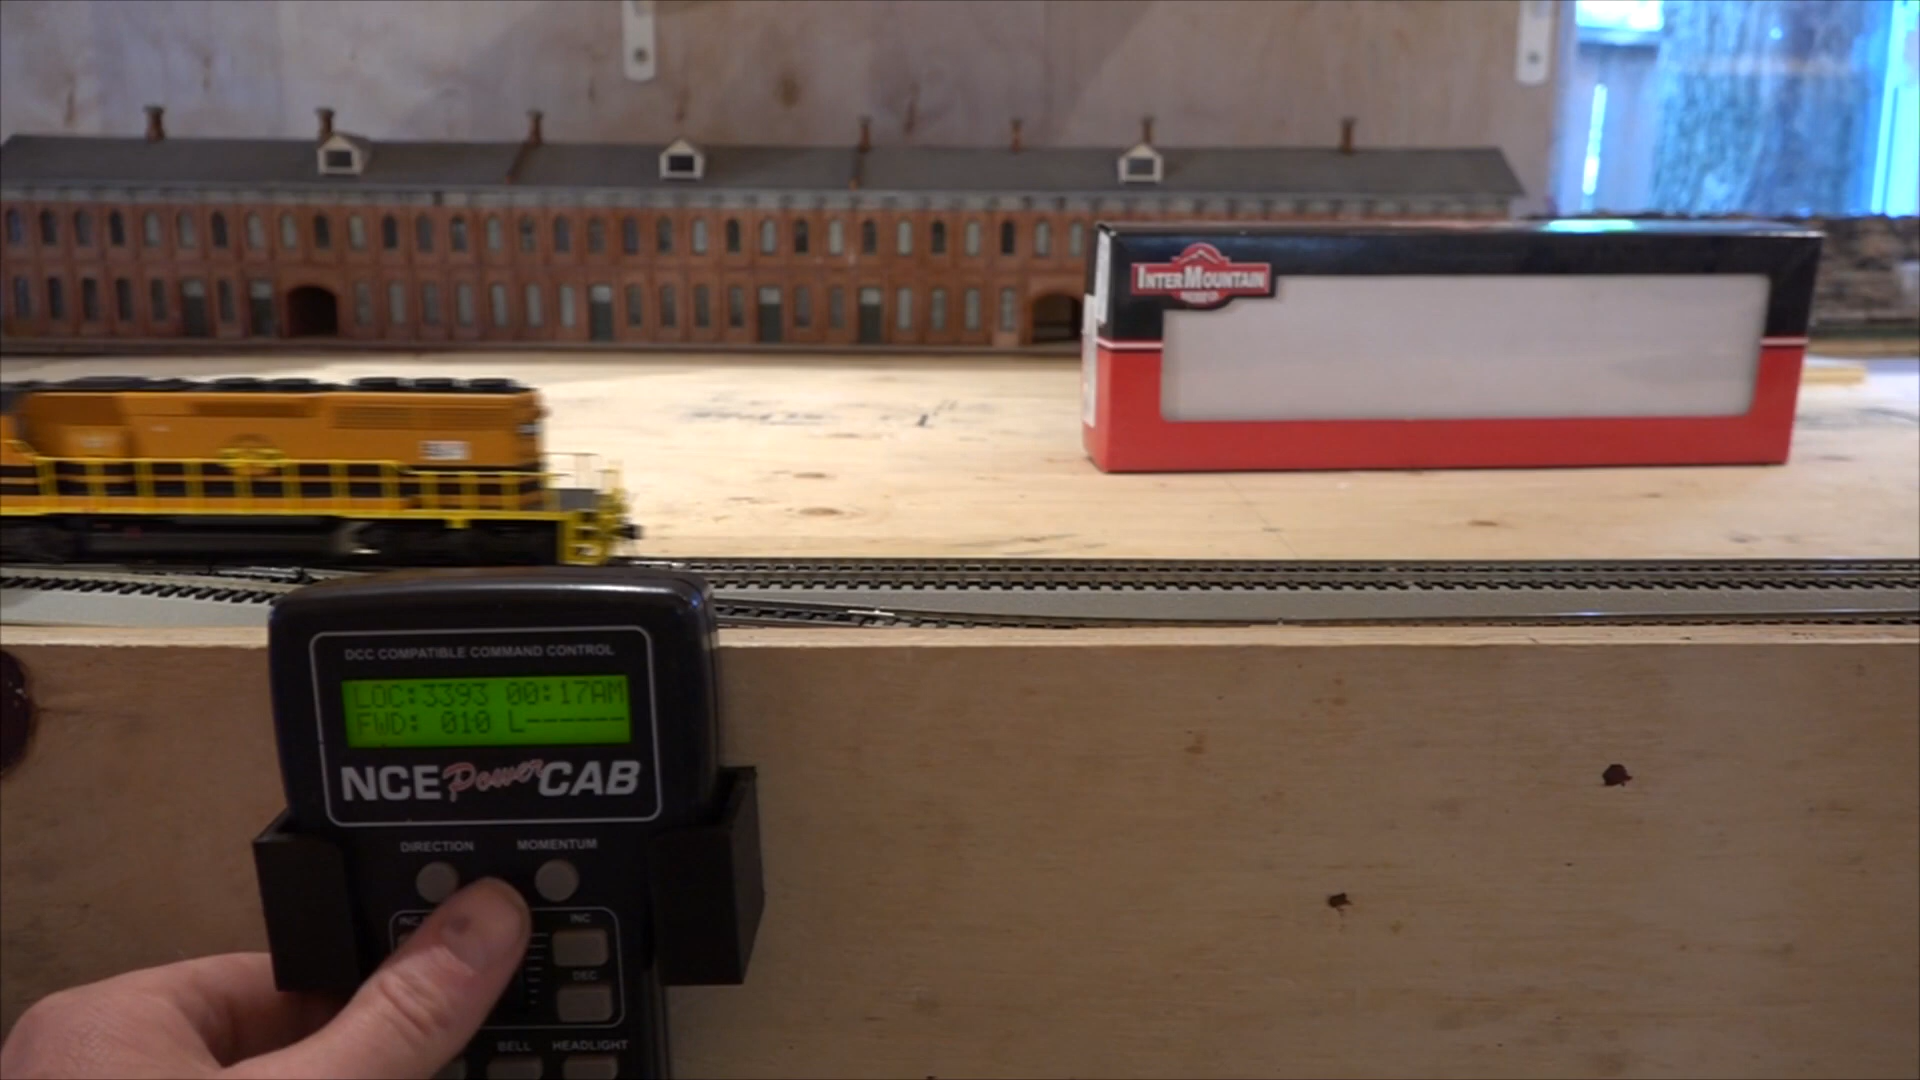 INTERMOUNTAIN
DCC COMPATIBLE COMMAND CONTROL
LOC:3393 00:17AM
FWD: 010 L-------
NCE Power CAB
DIRECTION MOMENTUM
INC
DEC
BELL HEADLIGHT